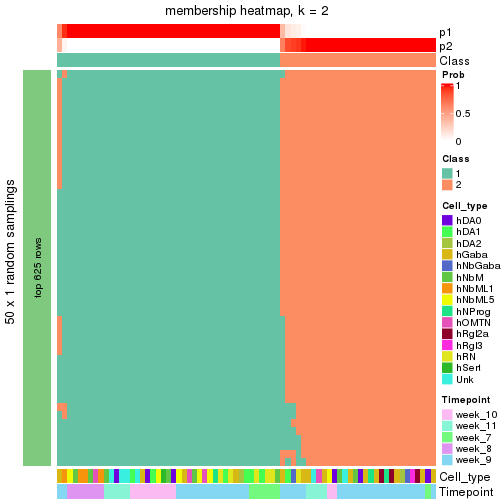 membership heatmap, k = 2
p1
p2
Class
50 x 1 random samplings
top 625 rows
Prob
1
0.5
0
Class
1
2
Cell_type
hDA0
hDA1
hDA2
hGaba
hNbGaba
hNbM
hNbML1
hNbML5
hNProg
hOMTN
hRgl2a
hRgl3
hRN
hSert
Unk
Timepoint
week_10
week_11
week_7
week_8
week_9
Cell_type
Timepoint